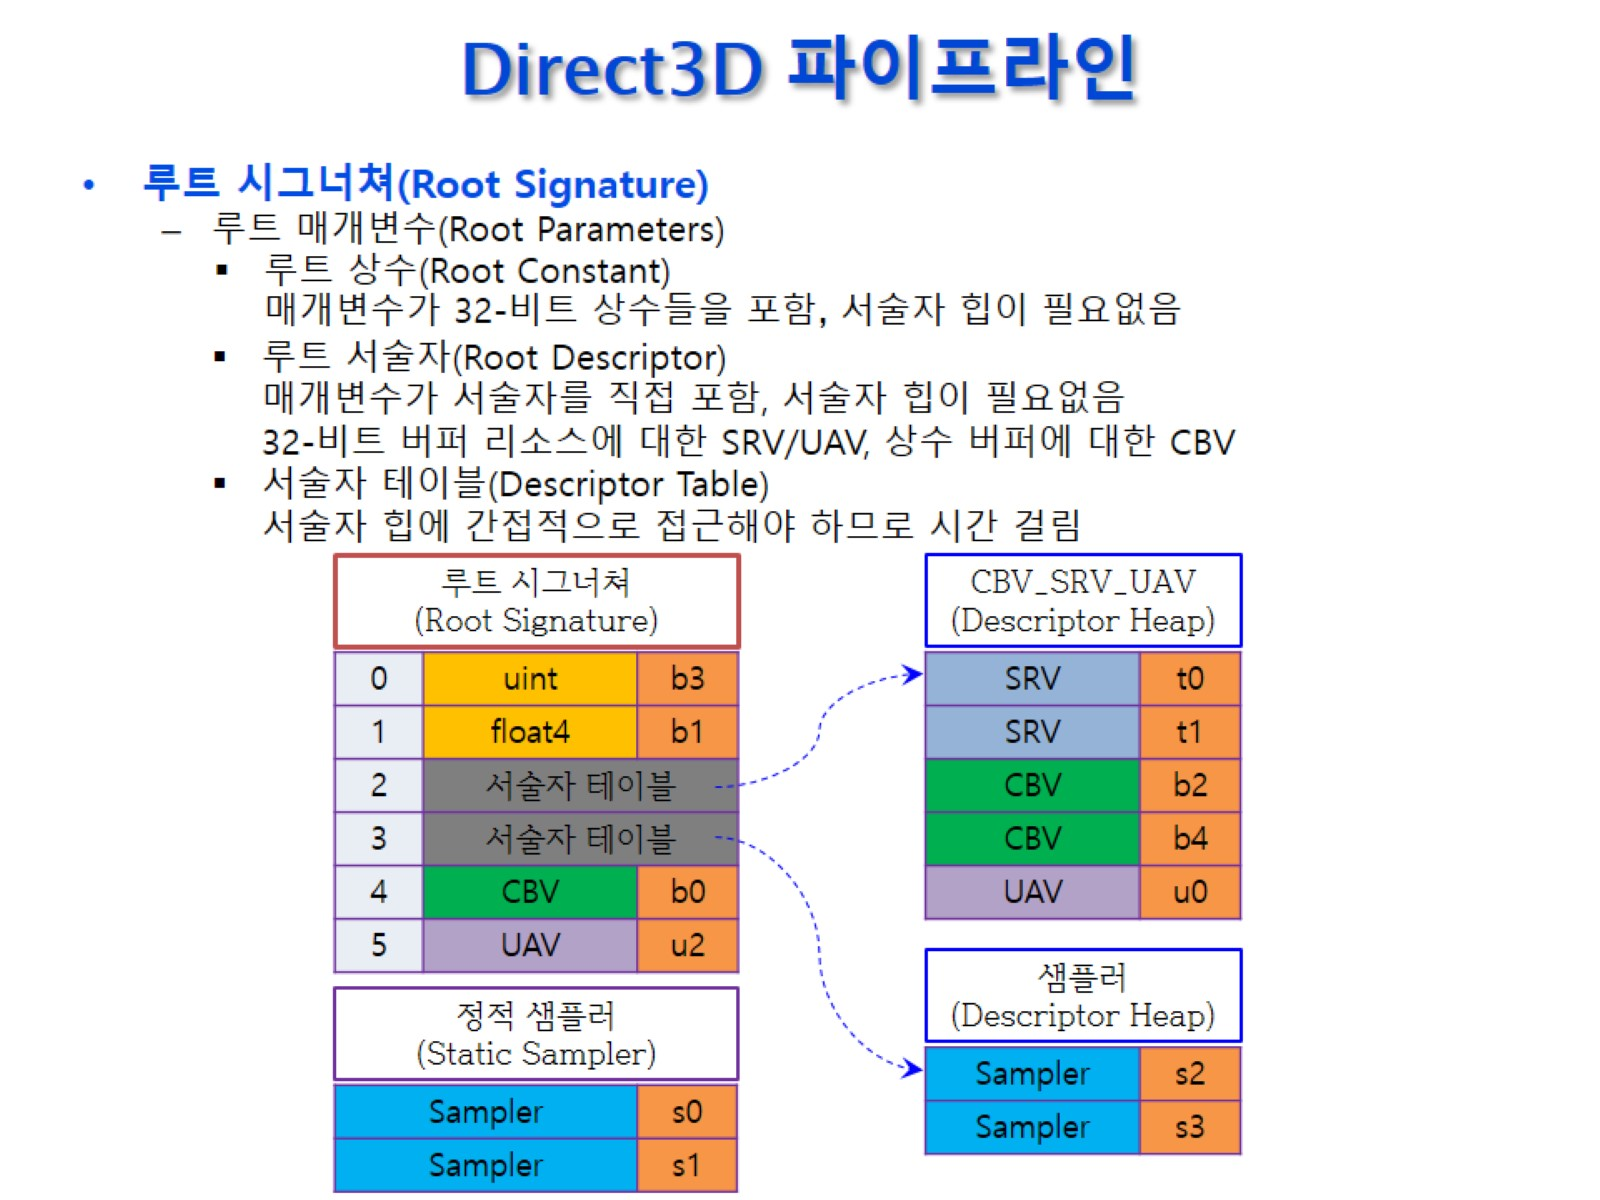 Direct3D 파이프라인
• 루트 시그너쳐(Root Signature)
– 루트 매개변수(Root Parameters)
▪ 루트 상수(Root Constant)
매개변수가 32-비트 상수들을 포함, 서술자 힙이 필요없음
▪ 루트 서술자(Root Descriptor)
매개변수가 서술자를 직접 포함, 서술자 힙이 필요없음
32-비트 버퍼 리소스에 대한 SRV/UAV, 상수 버퍼에 대한 CBV
▪ 서술자 테이블(Descriptor Table)
서술자 힙에 간접적으로 접근해야 하므로 시간 걸림
루트 시그너쳐
(Root Signature)
0 uint b3
1 float4 b1
2 서술자 테이블
3 서술자 테이블
4 CBV b0
5 UAV u2
정적 샘플러
(Static Sampler)
Sampler s0
Sampler s1
CBV_SRV_UAV
(Descriptor Heap)
SRV t0
SRV t1
CBV b2
CBV b4
UAV u0
샘플러
(Descriptor Heap)
Sampler s2
Sampler s3